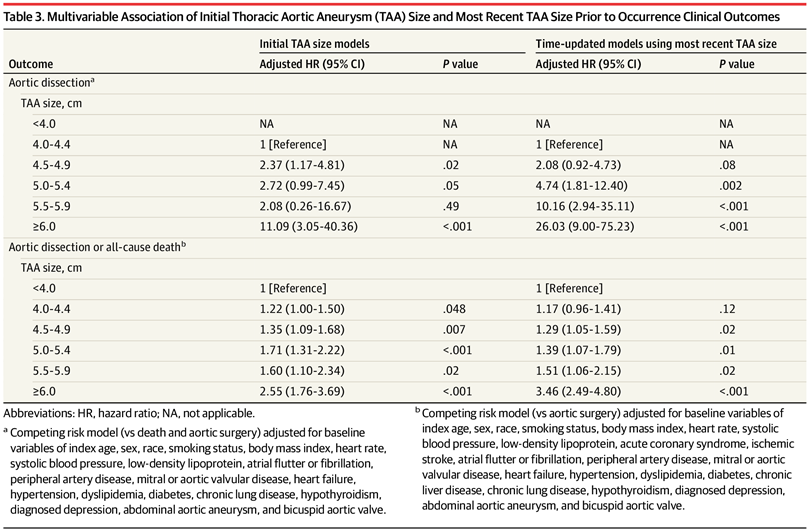 Table 3. Multivariable Association of Initial Thoracic Aortic Aneurysm (TAA) Size and Most Recent TAA Size Prior to Occurrence Clinical Outcomes
Initial TAA size models Time-updated models using most recent TAA size
Outcome Adjusted HR (95% CI) P value Adjusted HR (95% CI) P value
Aortic dissectionᵃ
TAA size, cm
<4.0 NA NA NA NA
4.0-4.4 1 [Reference] NA 1 [Reference] NA
4.5-4.9 2.37 (1.17-4.81) .02 2.08 (0.92-4.73) .08
5.0-5.4 2.72 (0.99-7.45) .05 4.74 (1.81-12.40) .002
5.5-5.9 2.08 (0.26-16.67) .49 10.16 (2.94-35.11) <.001
≥6.0 11.09 (3.05-40.36) <.001 26.03 (9.00-75.23) <.001
Aortic dissection or all-cause deathᵇ
TAA size, cm
<4.0 1 [Reference] 1 [Reference]
4.0-4.4 1.22 (1.00-1.50) .048 1.17 (0.96-1.41) .12
4.5-4.9 1.35 (1.09-1.68) .007 1.29 (1.05-1.59) .02
5.0-5.4 1.71 (1.31-2.22) <.001 1.39 (1.07-1.79) .01
5.5-5.9 1.60 (1.10-2.34) .02 1.51 (1.06-2.15) .02
≥6.0 2.55 (1.76-3.69) <.001 3.46 (2.49-4.80) <.001
Abbreviations: HR, hazard ratio; NA, not applicable.
ᵃ Competing risk model (vs death and aortic surgery) adjusted for baseline
variables of index age, sex, race, smoking status, body mass index, heart rate,
systolic blood pressure, low-density lipoprotein, atrial flutter or fibrillation,
peripheral artery disease, mitral or aortic valvular disease, heart failure,
hypertension, dyslipidemia, diabetes, chronic lung disease, hypothyroidism,
diagnosed depression, abdominal aortic aneurysm, and bicuspid aortic valve.
ᵇ Competing risk model (vs aortic surgery) adjusted for baseline variables of
index age, sex, race, smoking status, body mass index, heart rate, systolic
blood pressure, low-density lipoprotein, acute coronary syndrome, ischemic
stroke, atrial flutter or fibrillation, peripheral artery disease, mitral or aortic
valvular disease, heart failure, hypertension, dyslipidemia, diabetes, chronic
liver disease, chronic lung disease, hypothyroidism, diagnosed depression,
abdominal aortic aneurysm, and bicuspid aortic valve.